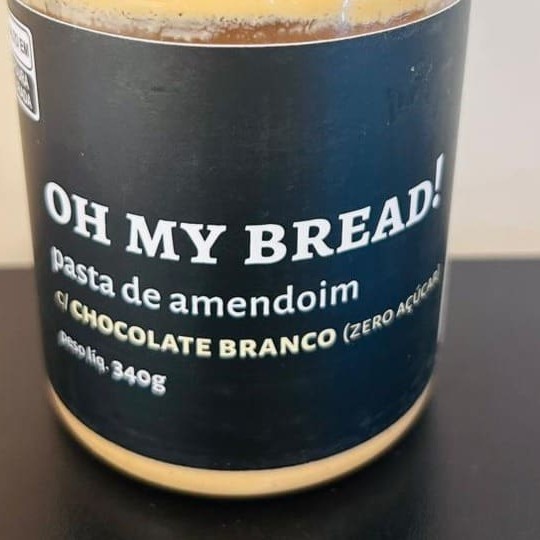 OH MY BREAD!
pasta de amendoim
c/ CHOCOLATE BRANCO (ZERO AÇÚCAR)
peso líq. 340g